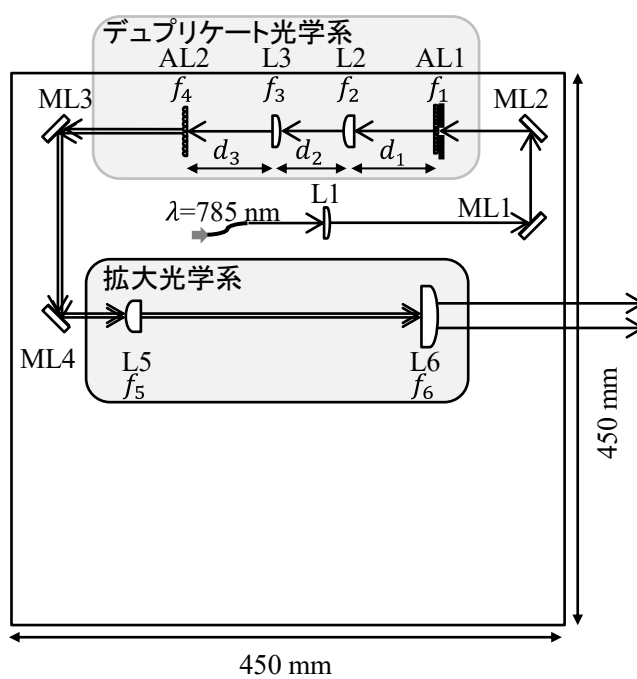 デュプリケート光学系
AL2 L3 L2 AL1
f₄ f₃ f₂ f₁
ML3 ML2
d₃ d₂ d₁
λ=785 nm L1 ML1
拡大光学系
ML4 L5 L6
f₅ f₆
450 mm
450 mm